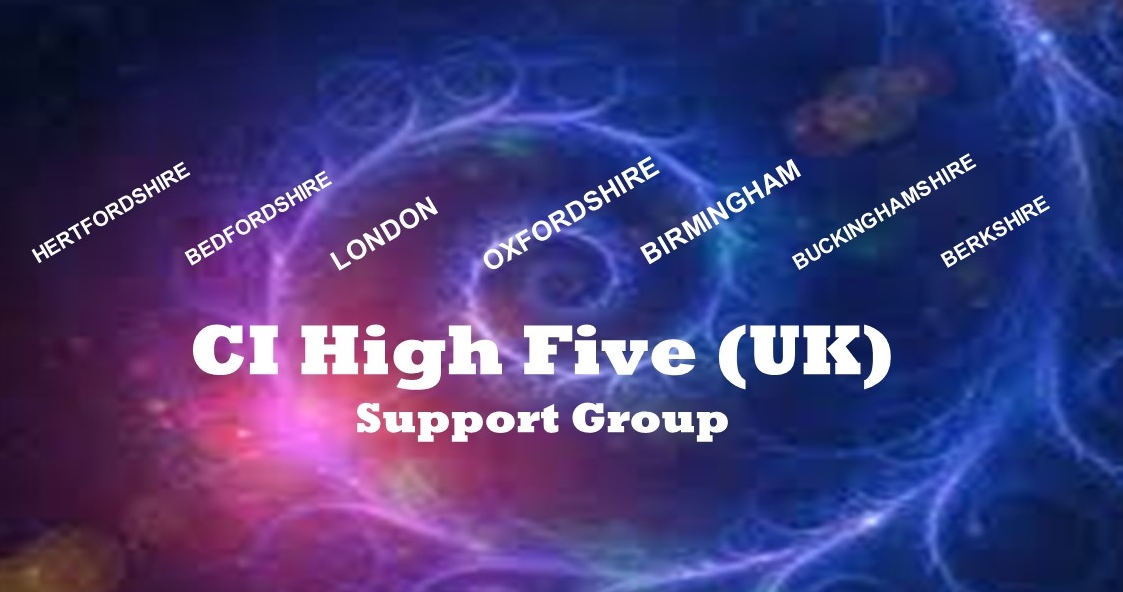 HERTFORDSHIRE
BEDFORDSHIRE
LONDON
OXFORDSHIRE
BIRMINGHAM
BUCKINGHAMSHIRE
BERKSHIRE
CI High Five (UK)
Support Group